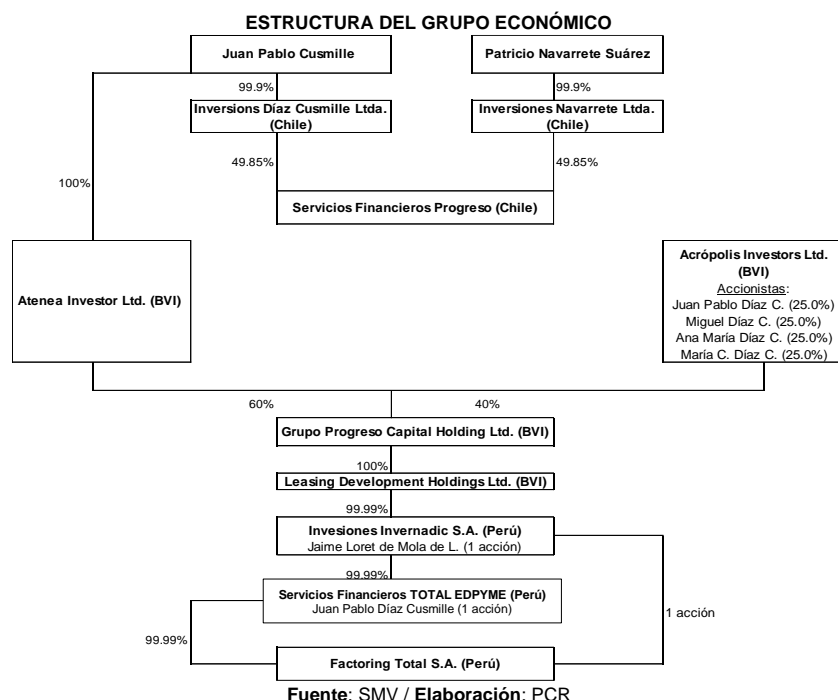 ESTRUCTURA DEL GRUPO ECONÓMICO
Juan Pablo Cusmille
Patricio Navarrete Suárez
99.9%
99.9%
Inversions Díaz Cusmille Ltda.
(Chile)
Inversiones Navarrete Ltda.
(Chile)
49.85%
49.85%
100%
Servicios Financieros Progreso (Chile)
Atenea Investor Ltd. (BVI)
Acrópolis Investors Ltd.
(BVI)
Accionistas:
Juan Pablo Díaz C. (25.0%)
Miguel Díaz C. (25.0%)
Ana María Díaz C. (25.0%)
María C. Díaz C. (25.0%)
60%
40%
Grupo Progreso Capital Holding Ltd. (BVI)
100%
Leasing Development Holdings Ltd. (BVI)
99.99%
Invesiones Invernadic S.A. (Perú)
Jaime Loret de Mola de L. (1 acción)
99.99%
Servicios Financieros TOTAL EDPYME (Perú)
Juan Pablo Díaz Cusmille (1 acción)
1 acción
99.99%
Factoring Total S.A. (Perú)
Fuente: SMV / Elaboración: PCR